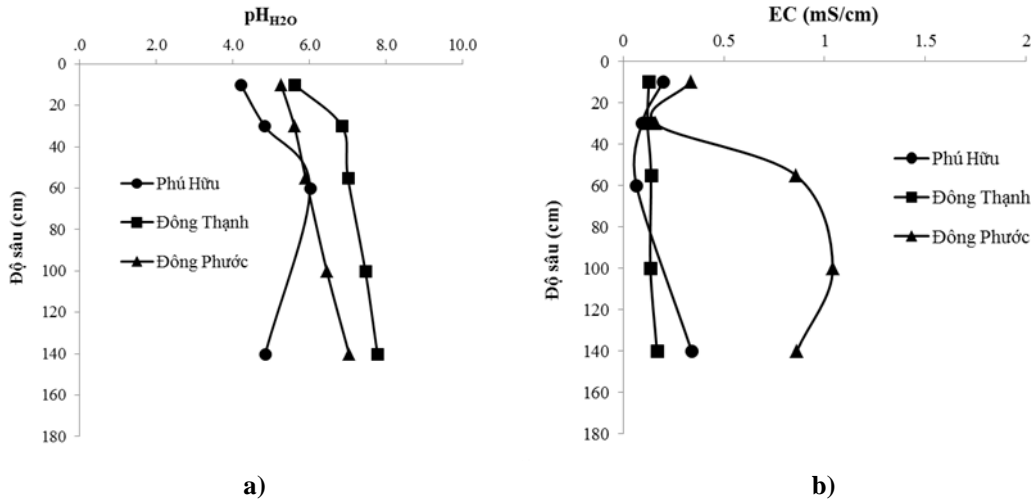 pHH2O
.0 2.0 4.0 6.0 8.0 10.0
0
20
40
60
80
100
120
140
160
180
Độ sâu (cm)
Phú Hữu
Đông Thạnh
Đông Phước
a)
EC (mS/cm)
0 0.5 1 1.5 2
0
20
40
60
80
100
120
140
160
180
Độ sâu (cm)
Phú Hữu
Đông Thạnh
Đông Phước
b)